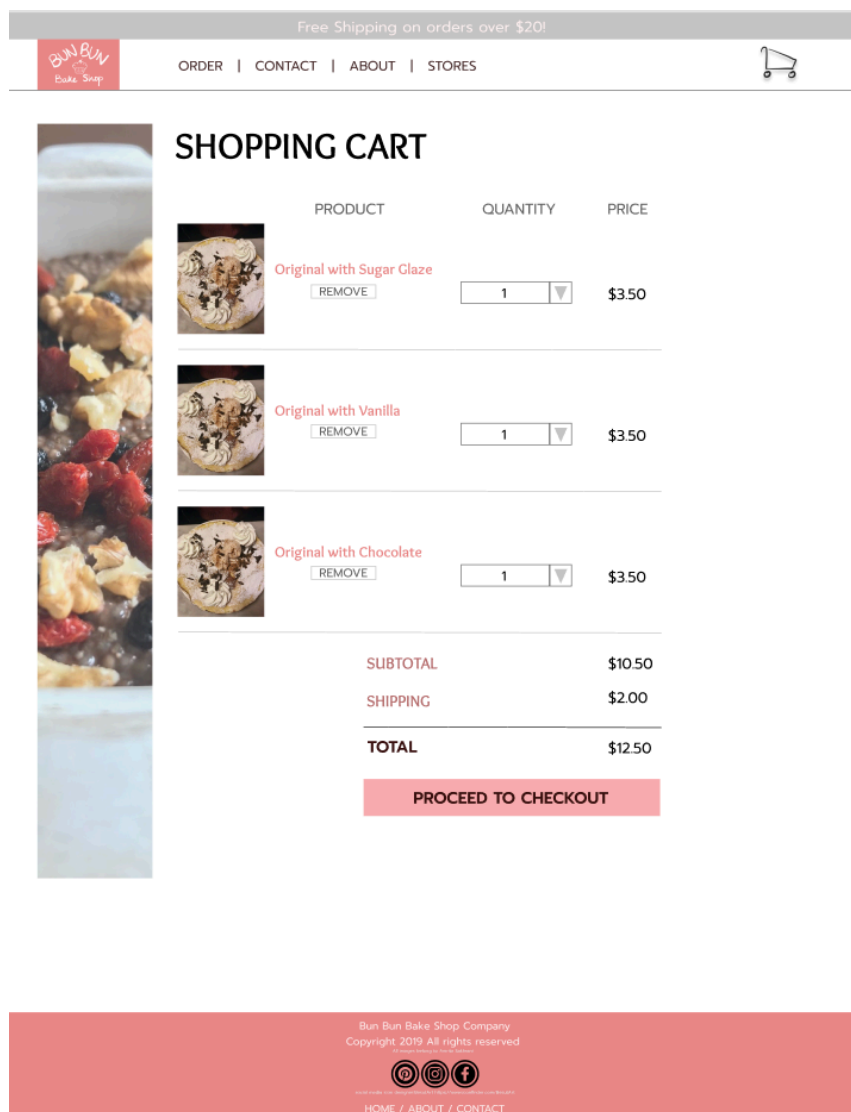 Free Shipping on orders over $20!
BUN BUN
Bake Shop
ORDER | CONTACT | ABOUT | STORES
SHOPPING CART
PRODUCT QUANTITY PRICE
Original with Sugar Glaze
REMOVE
1 $3.50
Original with Vanilla
REMOVE
1 $3.50
Original with Chocolate
REMOVE
1 $3.50
SUBTOTAL $10.50
SHIPPING $2.00
TOTAL $12.50
PROCEED TO CHECKOUT
Bun Bun Bake Shop Company
Copyright 2019 All rights reserved
HOME / ABOUT / CONTACT